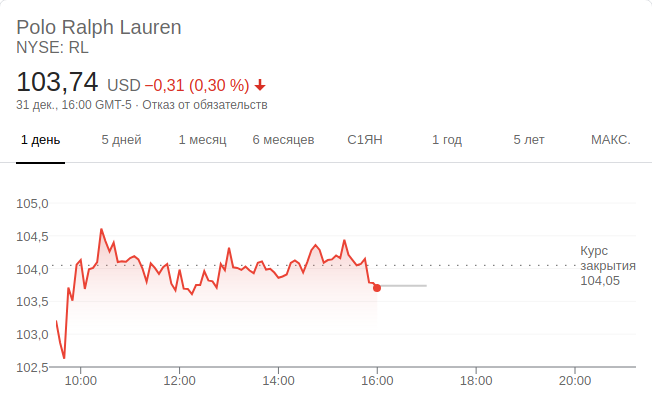 Polo Ralph Lauren
NYSE: RL
103,74 USD −0,31 (0,30 %)
31 дек., 16:00 GMT-5 · Отказ от обязательств
1 день 5 дней 1 месяц 6 месяцев С1ЯН 1 год 5 лет МАКС.
105,0
104,5
104,0
103,5
103,0
102,5
Курс
закрытия
104,05
10:00 12:00 14:00 16:00 18:00 20:00